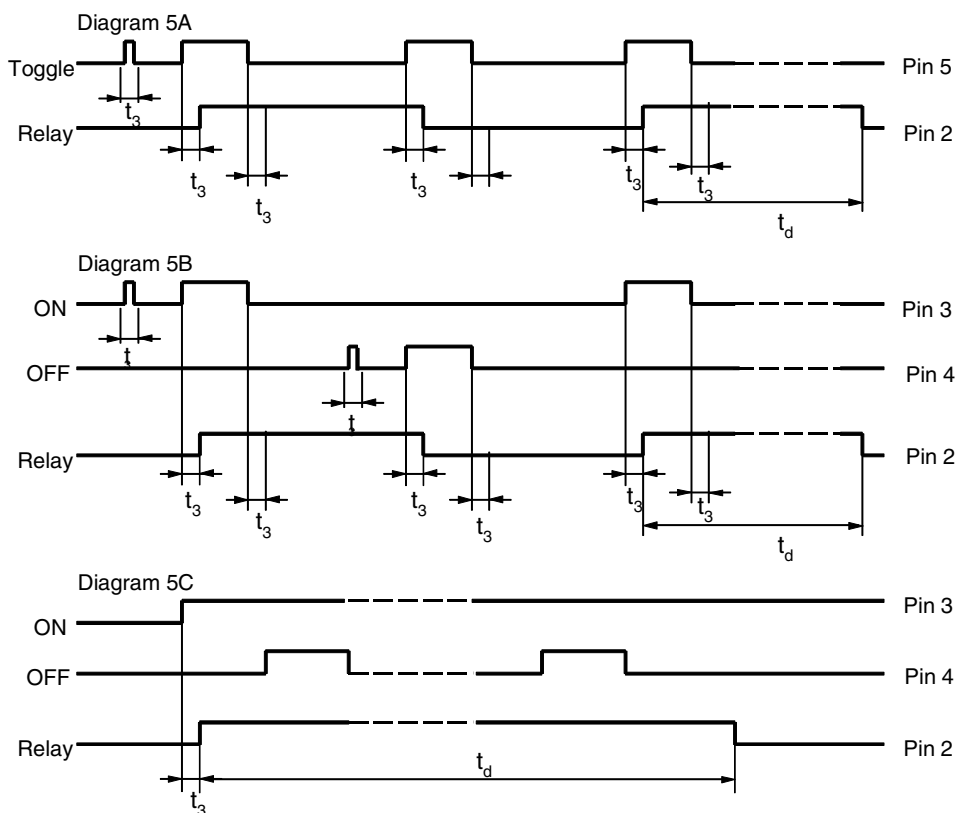 Diagram 5A
Toggle Pin 5
t3
Relay Pin 2
t3 t3 t3 t3
t3 t3
td
Diagram 5B
ON Pin 3
t
OFF Pin 4
t
Relay Pin 2
t3 t3 t3 t3 t3 t3
td
Diagram 5C
ON Pin 3
OFF Pin 4
Relay Pin 2
td
t3